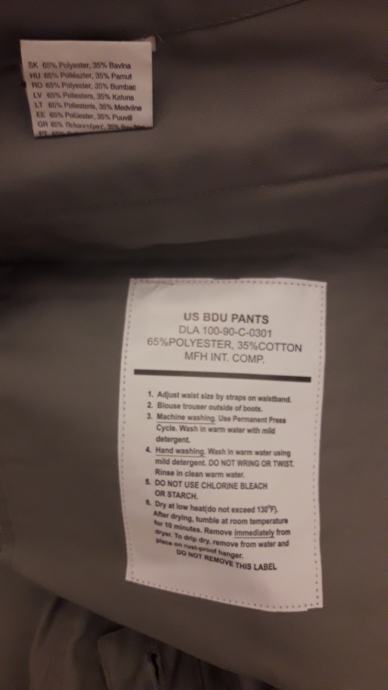 SK 65% Polyester, 35% Bavlna
HU 65% Poliészter, 35% Pamut
RO 65% Polyester, 35% Bumbac
LV 65% Poliesters, 35% Kokvilna
LT 65% Poliesteris, 35% Medvilnė
EE 65% Polüester, 35% Puuvill
GR 65% Πολυεστέρας, 35%
US BDU PANTS
DLA 100-90-C-0301
65%POLYESTER, 35%COTTON
MFH INT. COMP.
1. Adjust waist size by straps on waistband.
2. Blouse trouser outside of boots.
3. Machine washing. Use Permanent Press
Cycle. Wash in warm water with mild
detergent.
4. Hand washing. Wash in warm water using
mild detergent. DO NOT WRING OR TWIST.
Rinse in clean warm water.
5. DO NOT USE CHLORINE BLEACH
OR STARCH.
6. Dry at low heat(do not exceed 130°F).
After drying, tumble at room temperature
for 10 minutes. Remove immediately from
dryer. To drip dry, remove from water and
place on rust-proof hanger.
DO NOT REMOVE THIS LABEL